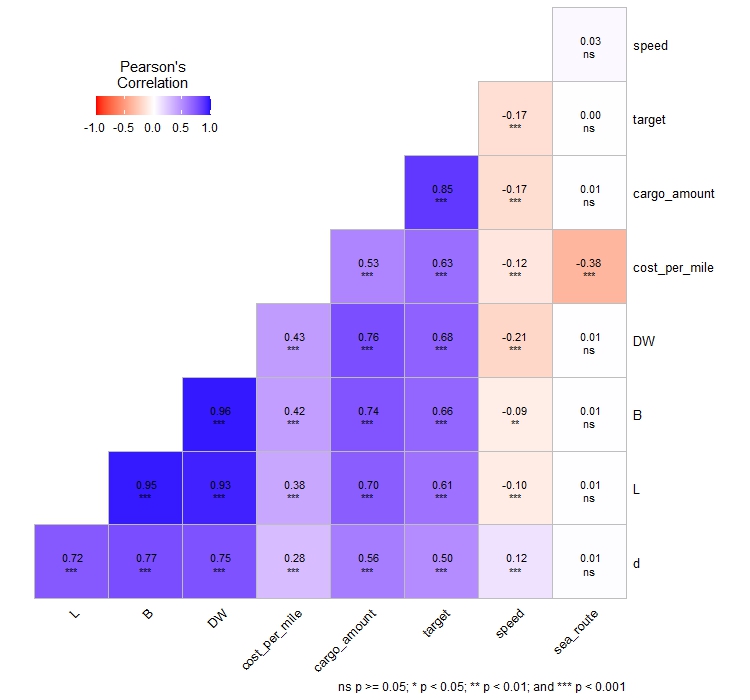 Pearson's
Correlation
-1.0 -0.5 0.0 0.5 1.0
0.03
ns
speed
-0.17 0.00
*** ns
target
0.85 -0.17 0.01
*** *** ns
cargo_amount
0.53 0.63 -0.12 -0.38
*** *** *** ***
cost_per_mile
0.43 0.76 0.68 -0.21 0.01
*** *** *** *** ns
DW
0.96 0.42 0.74 0.66 -0.09 0.01
*** *** *** *** ** ns
B
0.95 0.93 0.38 0.70 0.61 -0.10 0.01
*** *** *** *** *** *** ns
L
0.72 0.77 0.75 0.28 0.56 0.50 0.12 0.01
*** *** *** *** *** *** *** ns
d
L B DW cost_per_mile cargo_amount target speed sea_route
ns p >= 0.05; * p < 0.05; ** p < 0.01; and *** p < 0.001